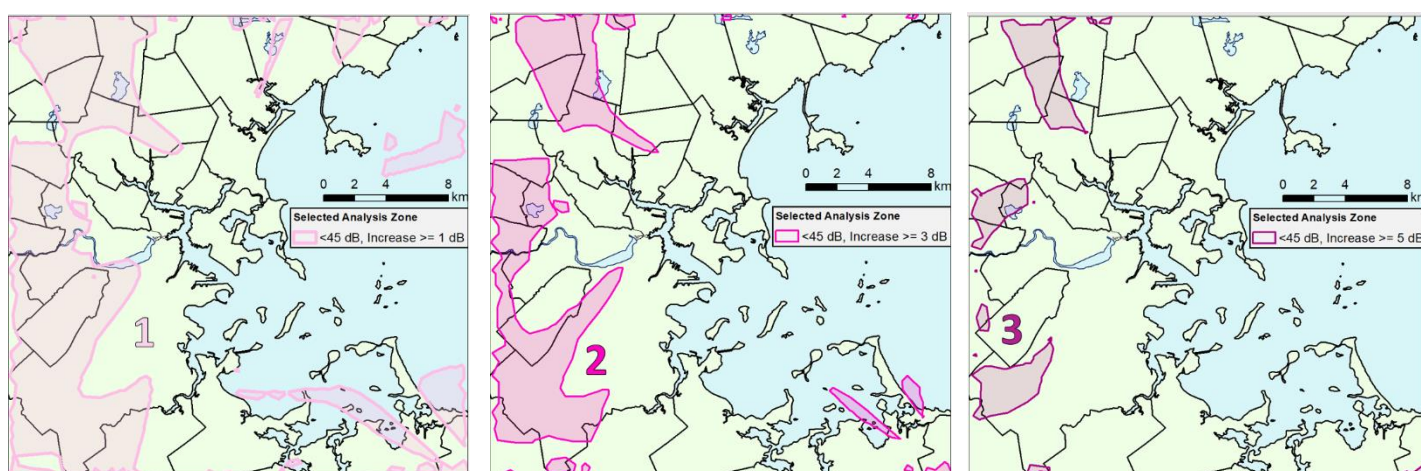 0 2 4 8
km
Selected Analysis Zone
<45 dB, Increase >= 1 dB
1
0 2 4 8
km
Selected Analysis Zone
<45 dB, Increase >= 3 dB
2
0 2 4 8
km
Selected Analysis Zone
<45 dB, Increase >= 5 dB
3